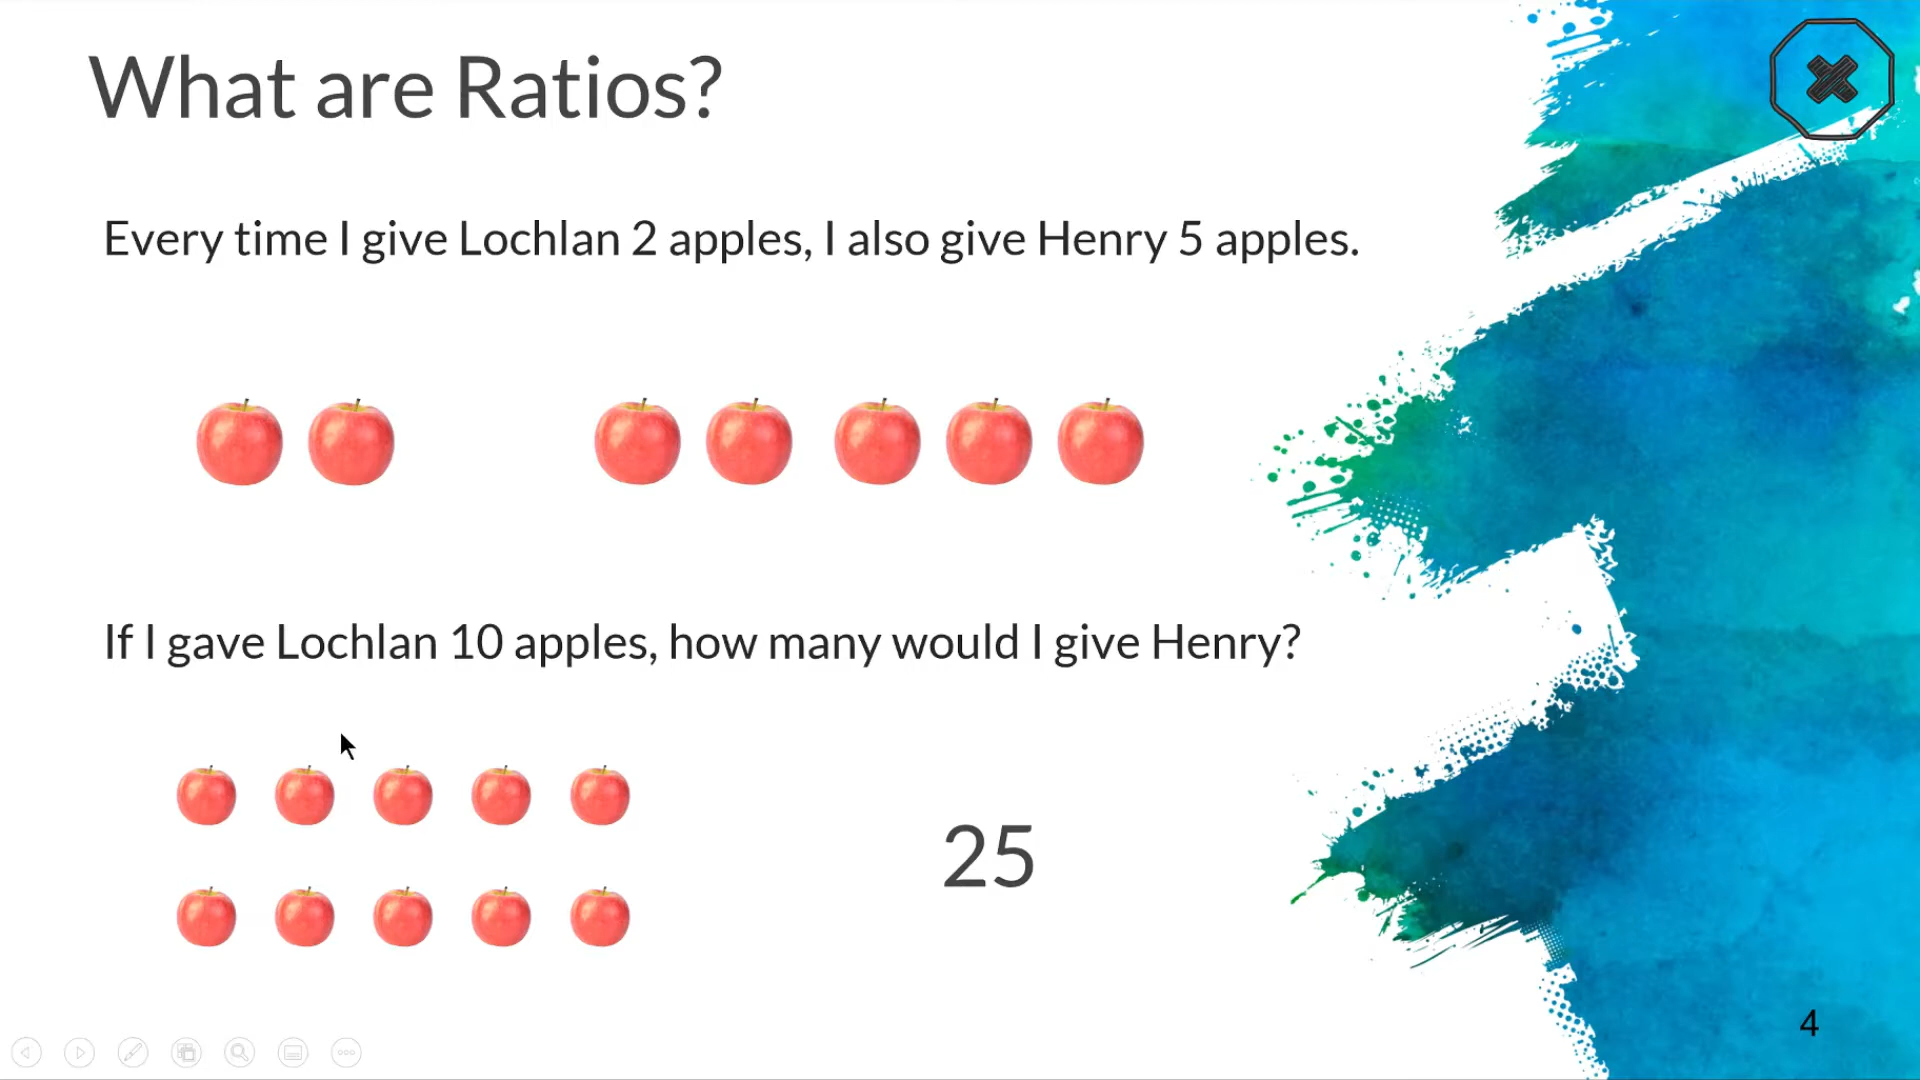 What are Ratios?
Every time I give Lochlan 2 apples, I also give Henry 5 apples.
If I gave Lochlan 10 apples, how many would I give Henry?
25
4